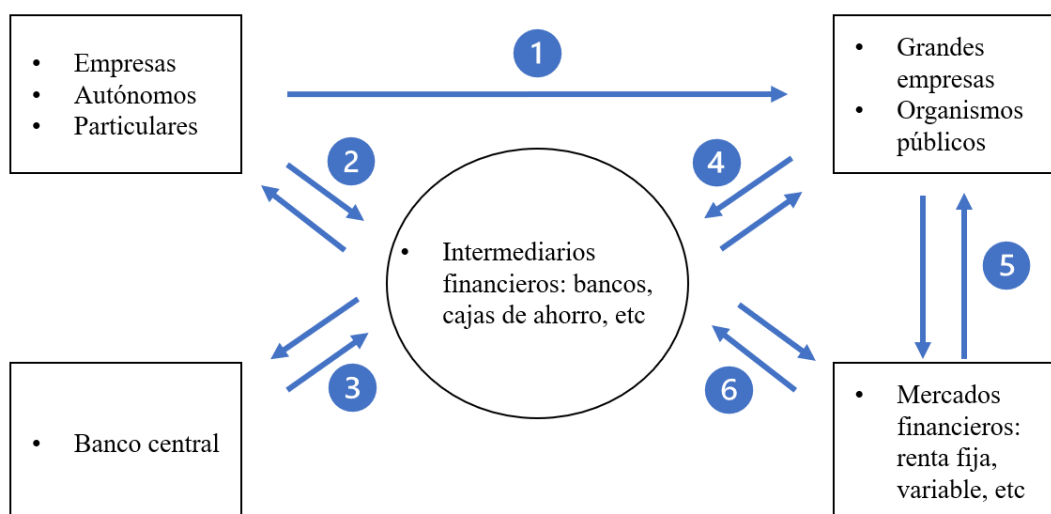 • Empresas
• Autónomos
• Particulares
1
• Grandes
empresas
• Organismos
públicos
2
4
• Intermediarios
financieros: bancos,
cajas de ahorro, etc
5
3
6
• Banco central
• Mercados
financieros:
renta fija,
variable, etc